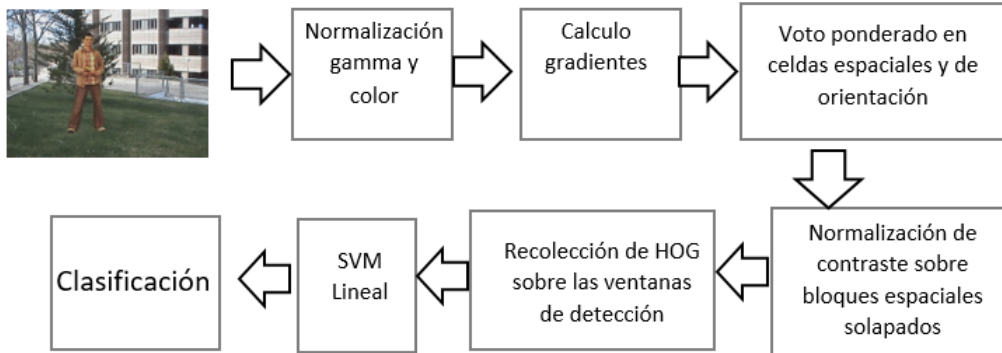 Normalización
gamma y
color
Calculo
gradientes
Voto ponderado en
celdas espaciales y de
orientación
Normalización de
contraste sobre
bloques espaciales
solapados
Recolección de HOG
sobre las ventanas
de detección
SVM
Lineal
Clasificación